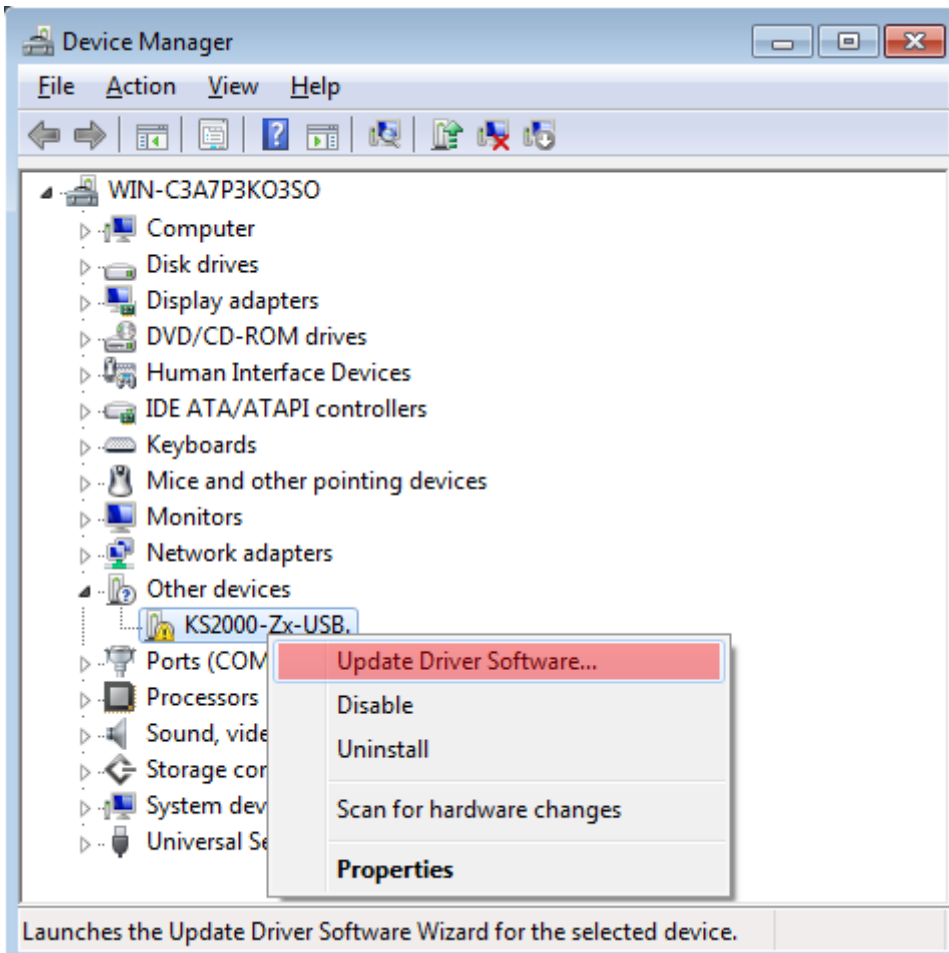 Device Manager
File Action View Help
WIN-C3A7P3KO3SO
Computer
Disk drives
Display adapters
DVD/CD-ROM drives
Human Interface Devices
IDE ATA/ATAPI controllers
Keyboards
Mice and other pointing devices
Monitors
Network adapters
Other devices
KS2000-Zx-USB.
Ports (COM
Processors
Sound, vide
Storage cor
System dev
Universal Se
Update Driver Software...
Disable
Uninstall
Scan for hardware changes
Properties
Launches the Update Driver Software Wizard for the selected device.